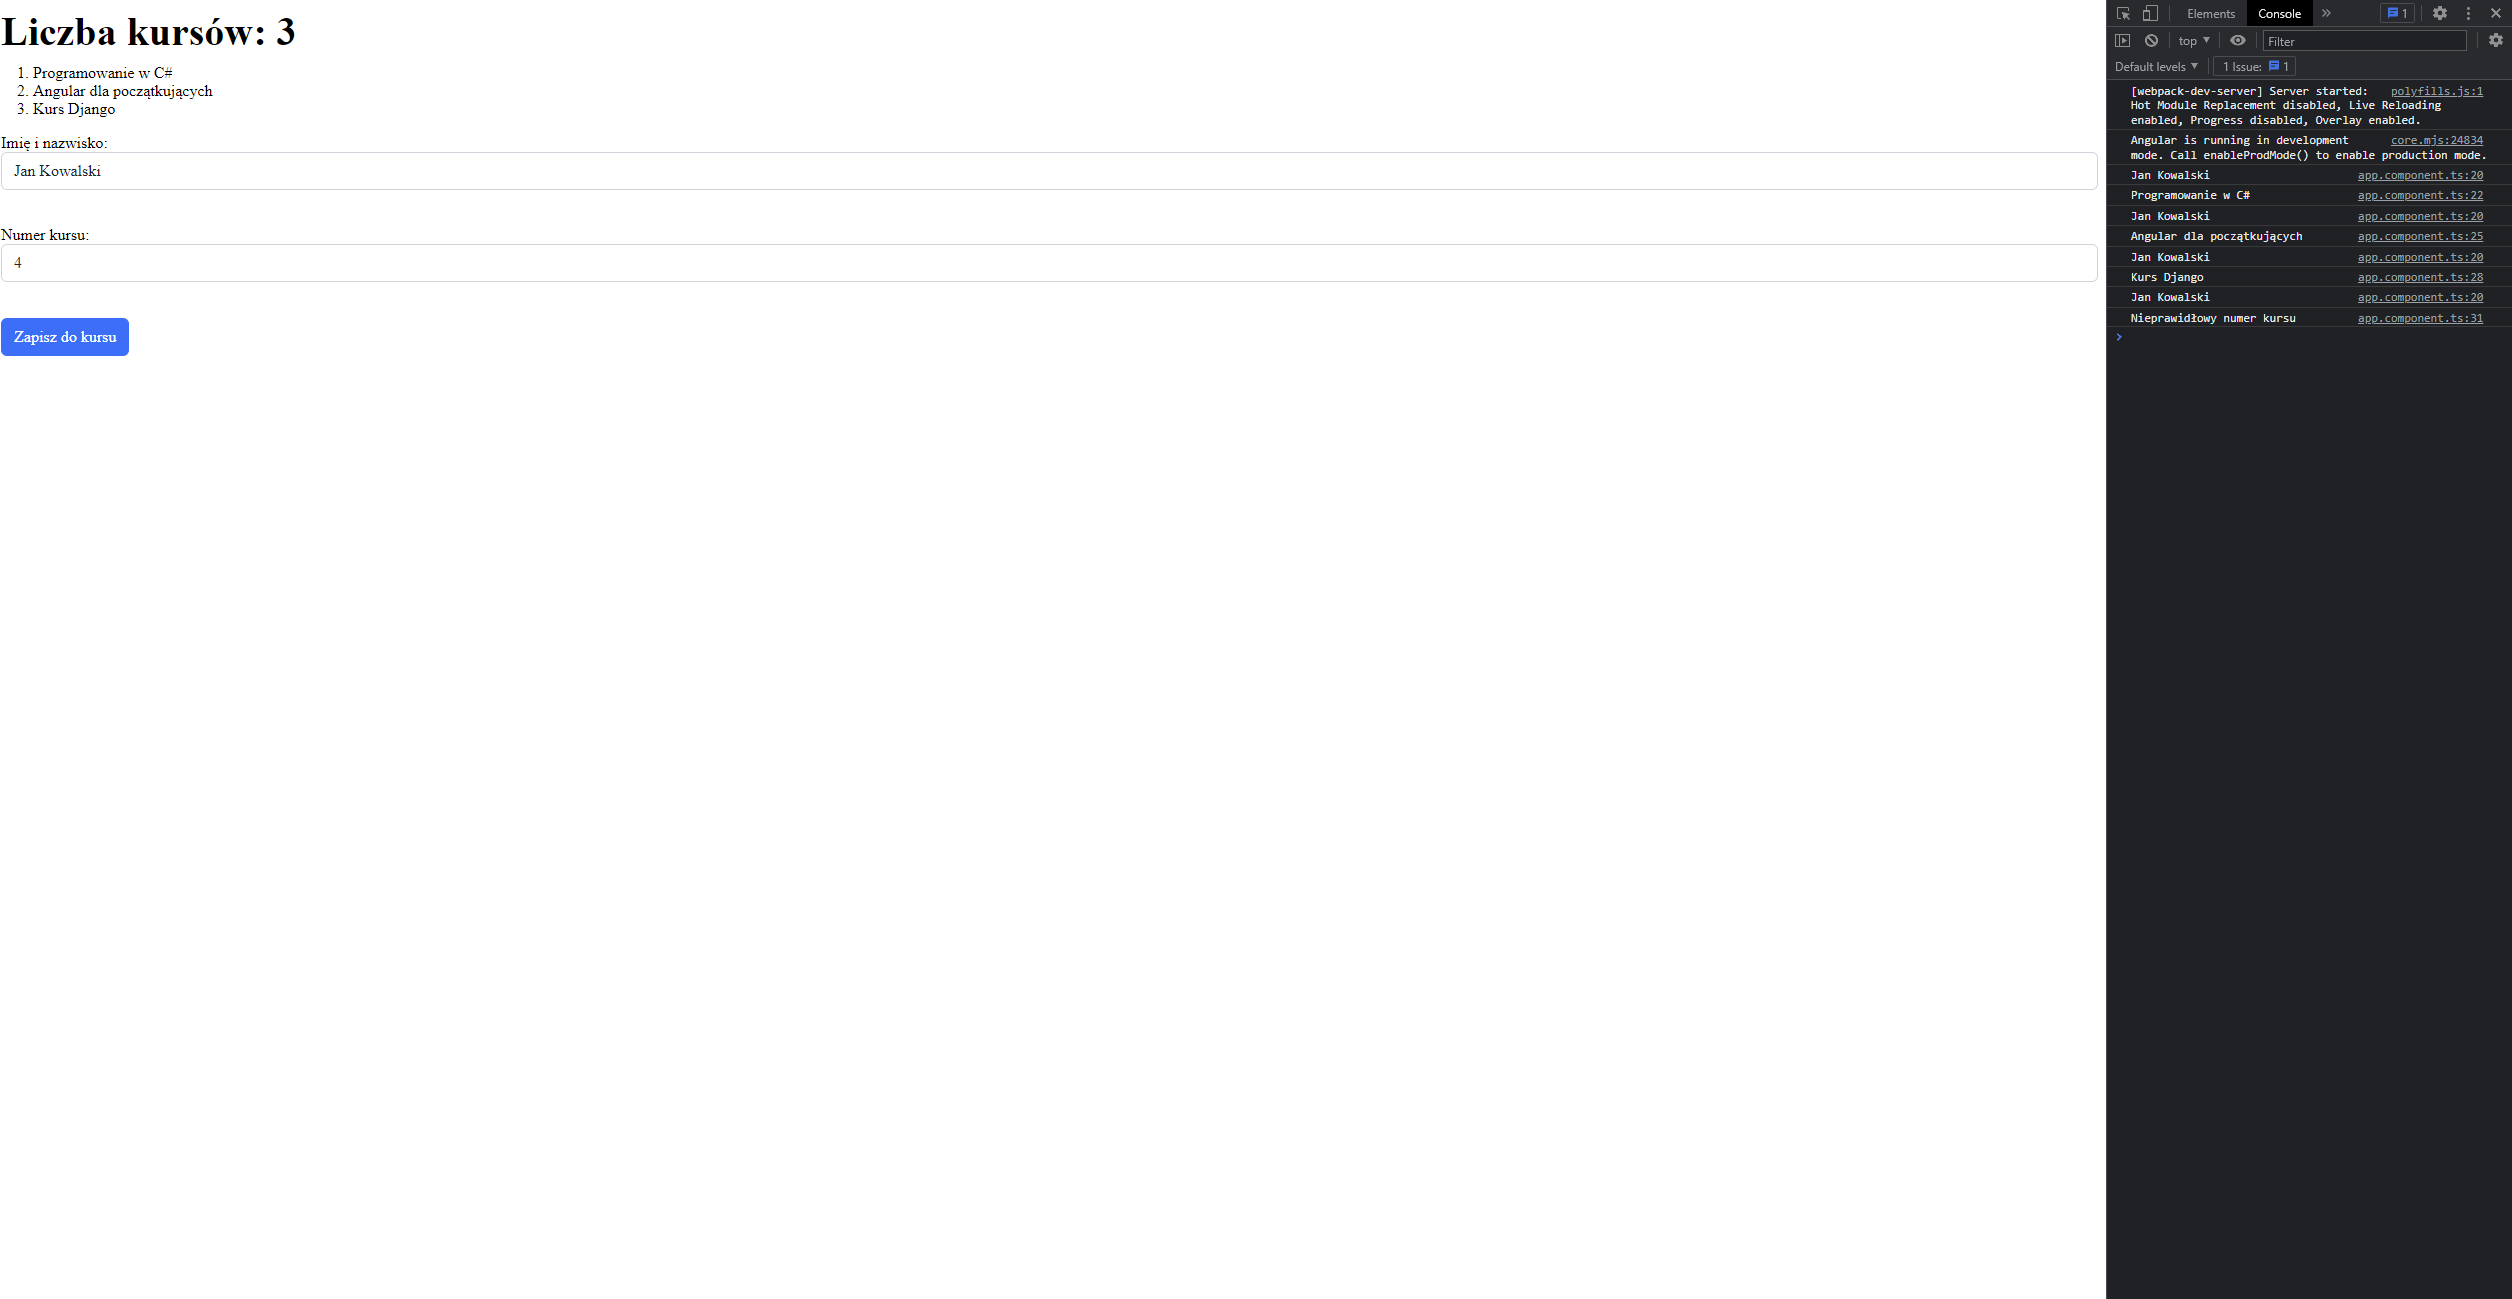 Liczba kursów: 3
1. Programowanie w C#
2. Angular dla początkujących
3. Kurs Django
Imię i nazwisko:
Jan Kowalski
Numer kursu:
4
Zapisz do kursu
Elements Console 1
top Filter
Default levels 1 Issue: 1
[webpack-dev-server] Server started: polyfills.js:1
Hot Module Replacement disabled, Live Reloading
enabled, Progress disabled, Overlay enabled.
Angular is running in development core.mjs:24834
mode. Call enableProdMode() to enable production mode.
Jan Kowalski app.component.ts:20
Programowanie w C# app.component.ts:22
Jan Kowalski app.component.ts:20
Angular dla początkujących app.component.ts:25
Jan Kowalski app.component.ts:20
Kurs Django app.component.ts:28
Jan Kowalski app.component.ts:20
Nieprawidłowy numer kursu app.component.ts:31